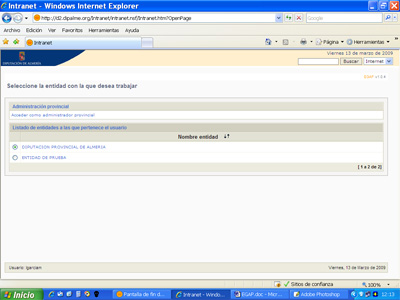 Intranet - Windows Internet Explorer
http://d2.dipalme.org/Intranet/intranet.nsf/Intranet.htm?OpenPage
Google
Archivo Edición Ver Favoritos Herramientas Ayuda
Intranet
Página Herramientas
DIPUTACIÓN DE ALMERÍA
Viernes 13 de marzo de 2009
Buscar Internet
Seleccione la entidad con la que desea trabajar
Administración provincial
Acceder como administrador provincial
Listado de entidades a las que pertenece el usuario
Nombre entidad
DIPUTACION PROVINCIAL DE ALMERIA
ENTIDAD DE PRUEBA
[ 1 a 2 de 2]
Usuario: igarciam
Viernes, 13 de Marzo de 2009
Sitios de confianza
100%
Inicio
Pantalla de fin d...
Intranet - Windo...
EGAP.doc - Micr...
Adobe Photoshop
12:13